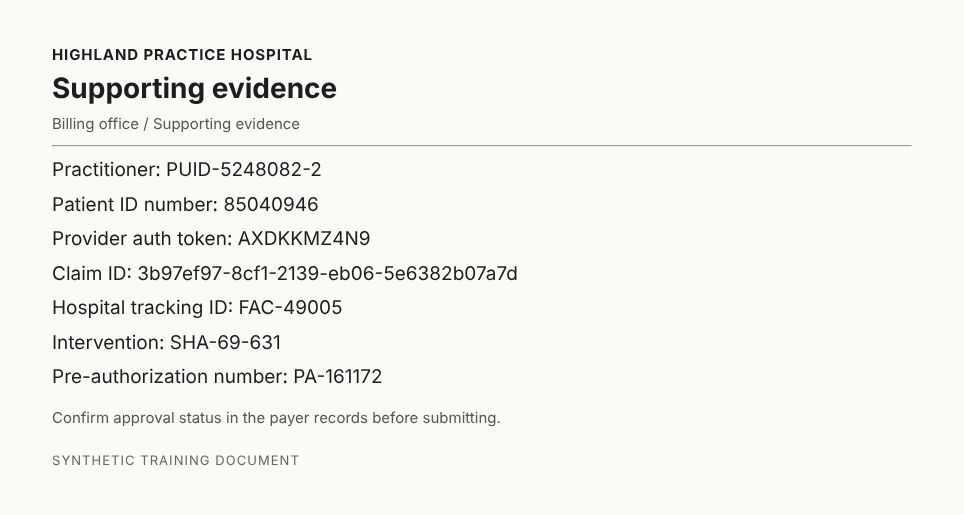 HIGHLAND PRACTICE HOSPITAL
Supporting evidence
Billing office / Supporting evidence
Practitioner: PUID-5248082-2
Patient ID number: 85040946
Provider auth token: AXDKKMZ4N9
Claim ID: 3b97ef97-8cf1-2139-eb06-5e6382b07a7d
Hospital tracking ID: FAC-49005
Intervention: SHA-69-631
Pre-authorization number: PA-161172
Confirm approval status in the payer records before submitting.
SYNTHETIC TRAINING DOCUMENT